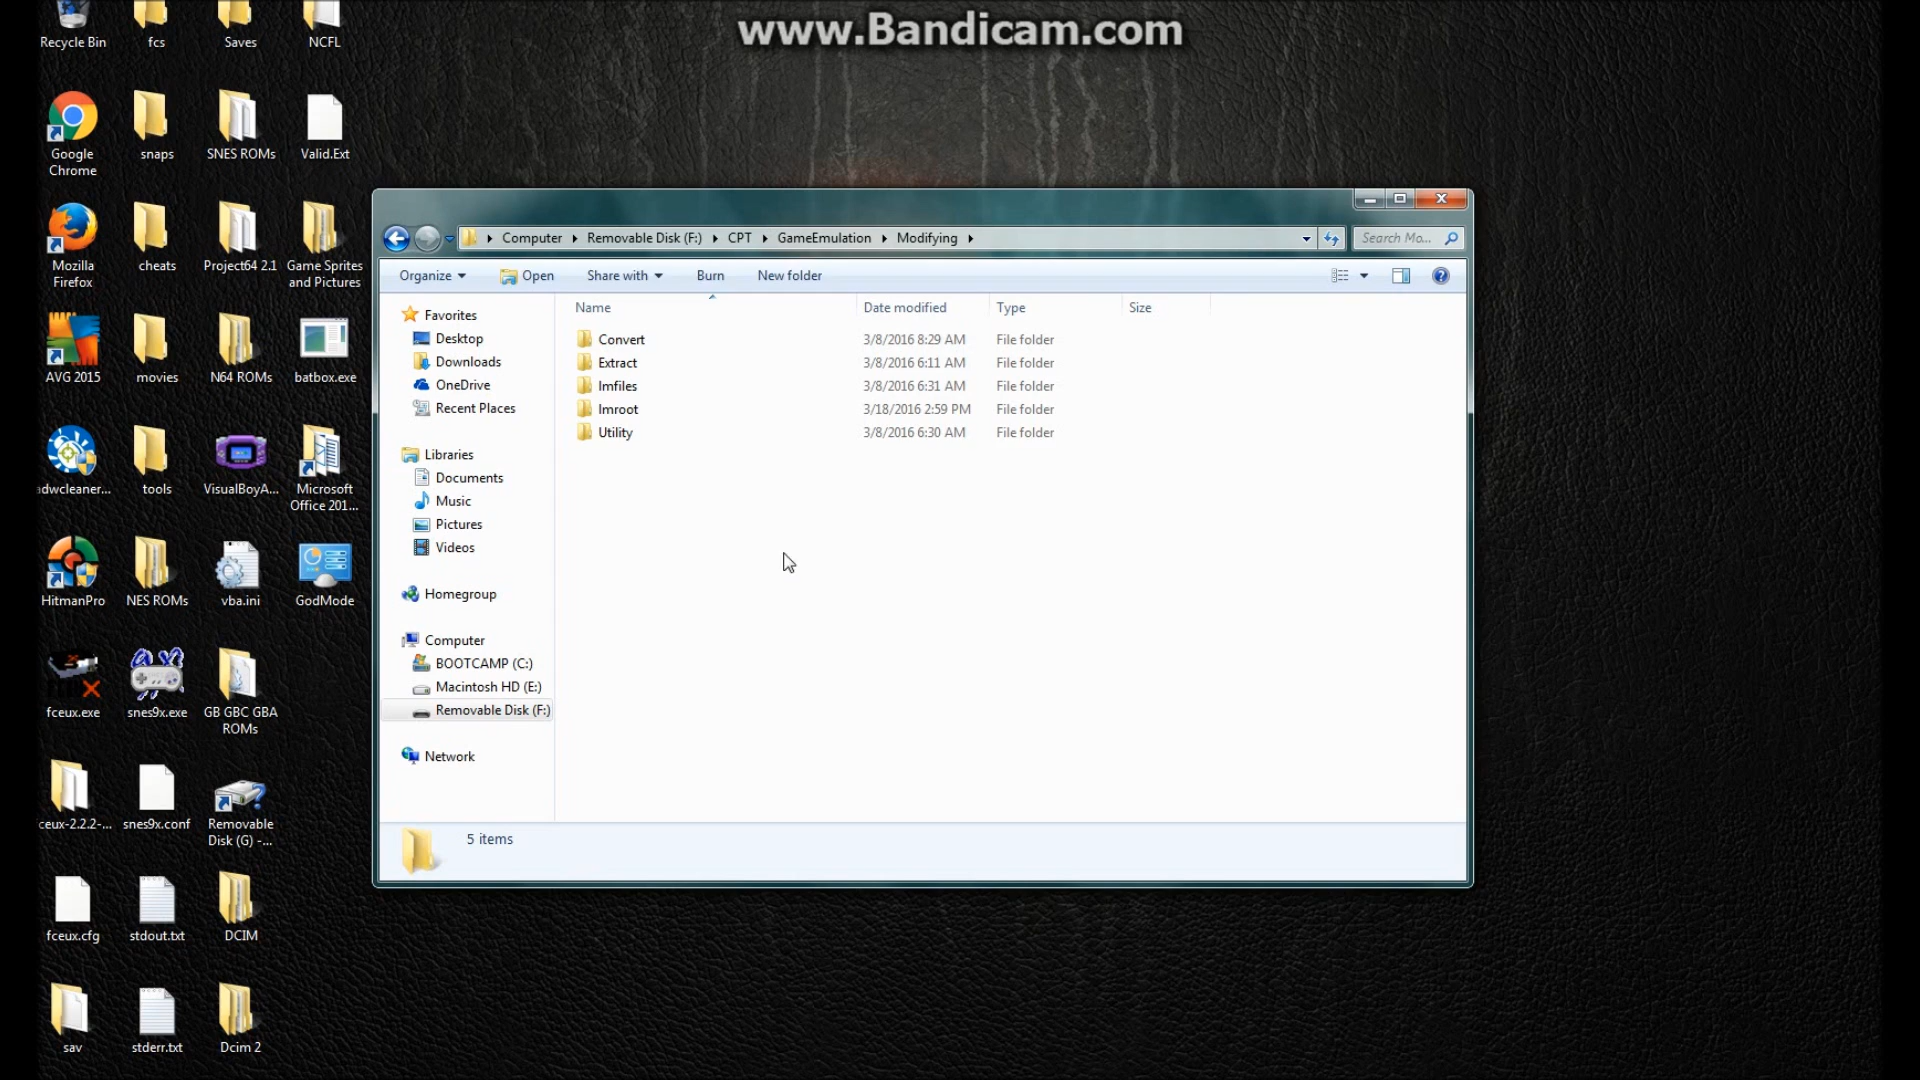 www.Bandicam.com
Recycle Bin
fcs
Saves
NCFL
Google
Chrome
snaps
SNES ROMs
Valid.Ext
Mozilla
Firefox
cheats
Project64 2.1
Game Sprites
and Pictures
AVG 2015
movies
N64 ROMs
batbox.exe
adwcleaner...
tools
VisualBoyA...
Microsoft
Office 201...
HitmanPro
NES ROMs
vba.ini
GodMode
fceux.exe
snes9x.exe
GB GBC GBA
ROMs
ceux-2.2.2-...
snes9x.conf
Removable
Disk (G) -...
fceux.cfg
stdout.txt
DCIM
sav
stderr.txt
Dcim 2
Computer
Removable Disk (F:)
CPT
GameEmulation
Modifying
Search Mo...
Organize
Open
Share with
Burn
New folder
Favorites
Desktop
Downloads
OneDrive
Recent Places
Libraries
Documents
Music
Pictures
Videos
Homegroup
Computer
BOOTCAMP (C:)
Macintosh HD (E:)
Removable Disk (F:)
Network
Name Date modified Type Size
Convert 3/8/2016 8:29 AM File folder
Extract 3/8/2016 6:11 AM File folder
Imfiles 3/8/2016 6:31 AM File folder
Imroot 3/18/2016 2:59 PM File folder
Utility 3/8/2016 6:30 AM File folder
5 items